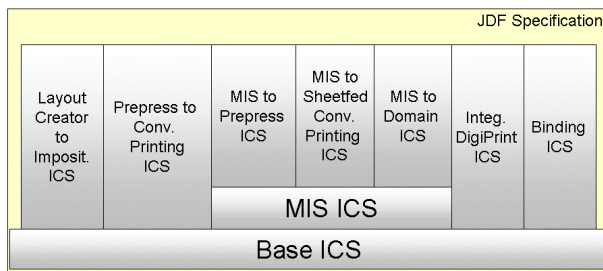 JDF Specification
Layout
Creator
to
Imposit.
ICS
Prepress to
Conv.
Printing
ICS
MIS to
Prepress
ICS
MIS to
Sheetfed
Conv.
Printing
ICS
MIS to
Domain
ICS
Integ.
DigiPrint
ICS
Binding
ICS
MIS ICS
Base ICS